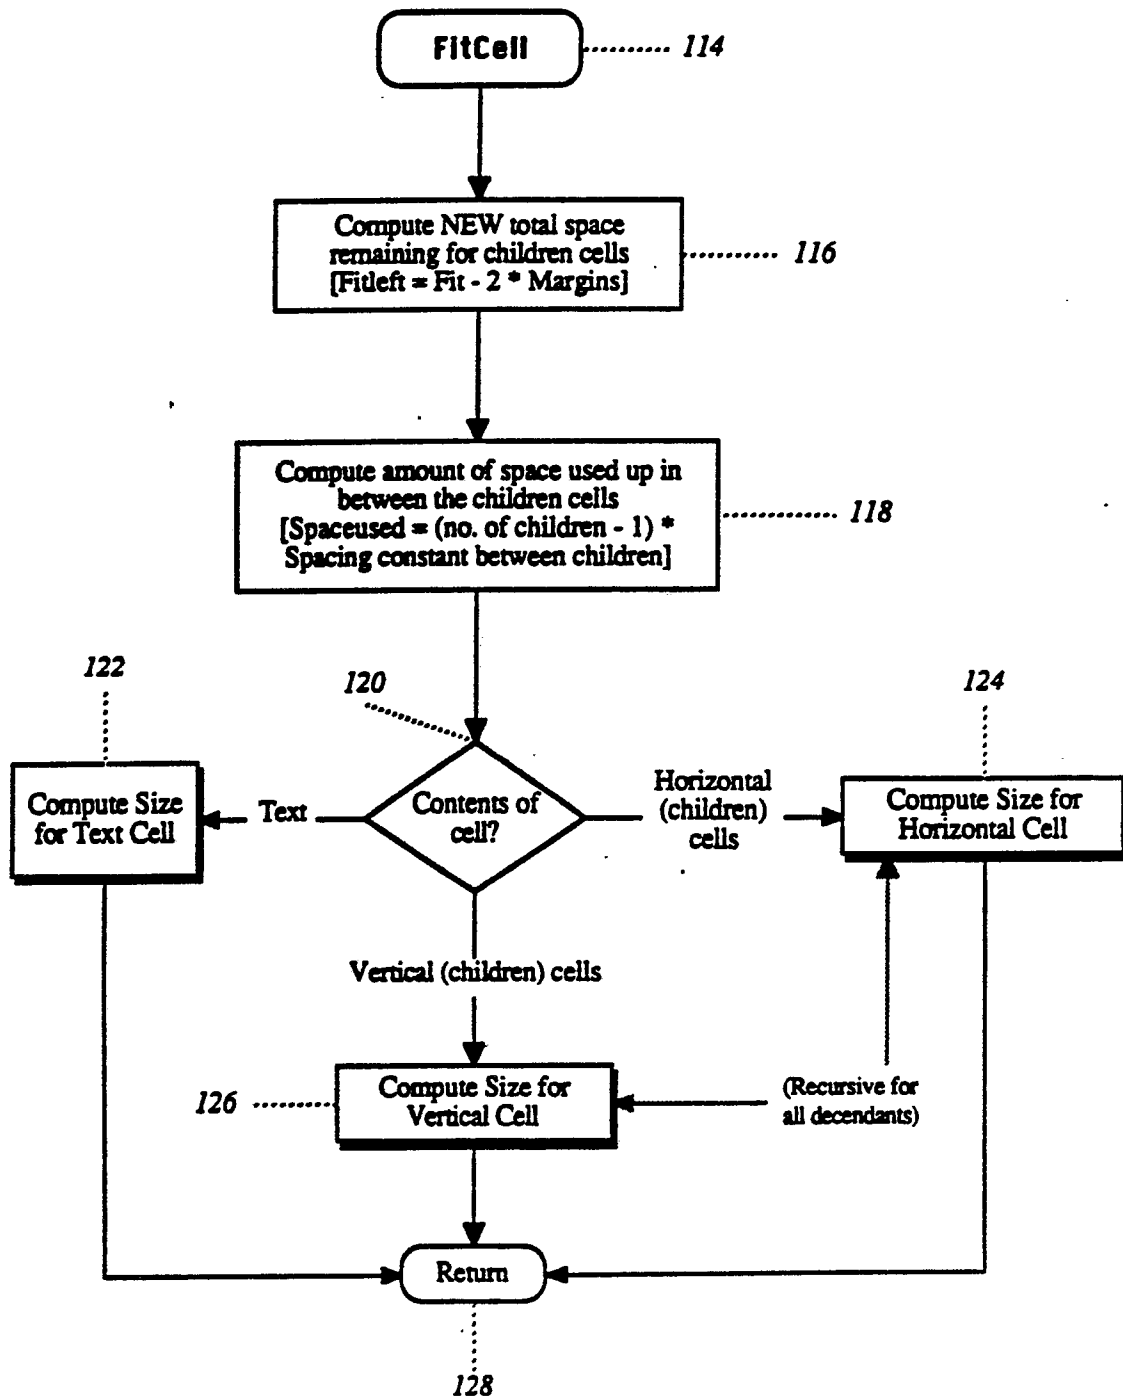 FitCell
114
Compute NEW total space
remaining for children cells
[Fitleft = Fit - 2 * Margins]
116
Compute amount of space used up in
between the children cells
[Spaceused = (no. of children - 1) *
Spacing constant between children]
118
122
120
124
Compute Size
for Text Cell
Text
Contents of
cell?
Horizontal
(children)
cells
Compute Size for
Horizontal Cell
Vertical (children) cells
126
Compute Size for
Vertical Cell
(Recursive for
all decendants)
Return
128